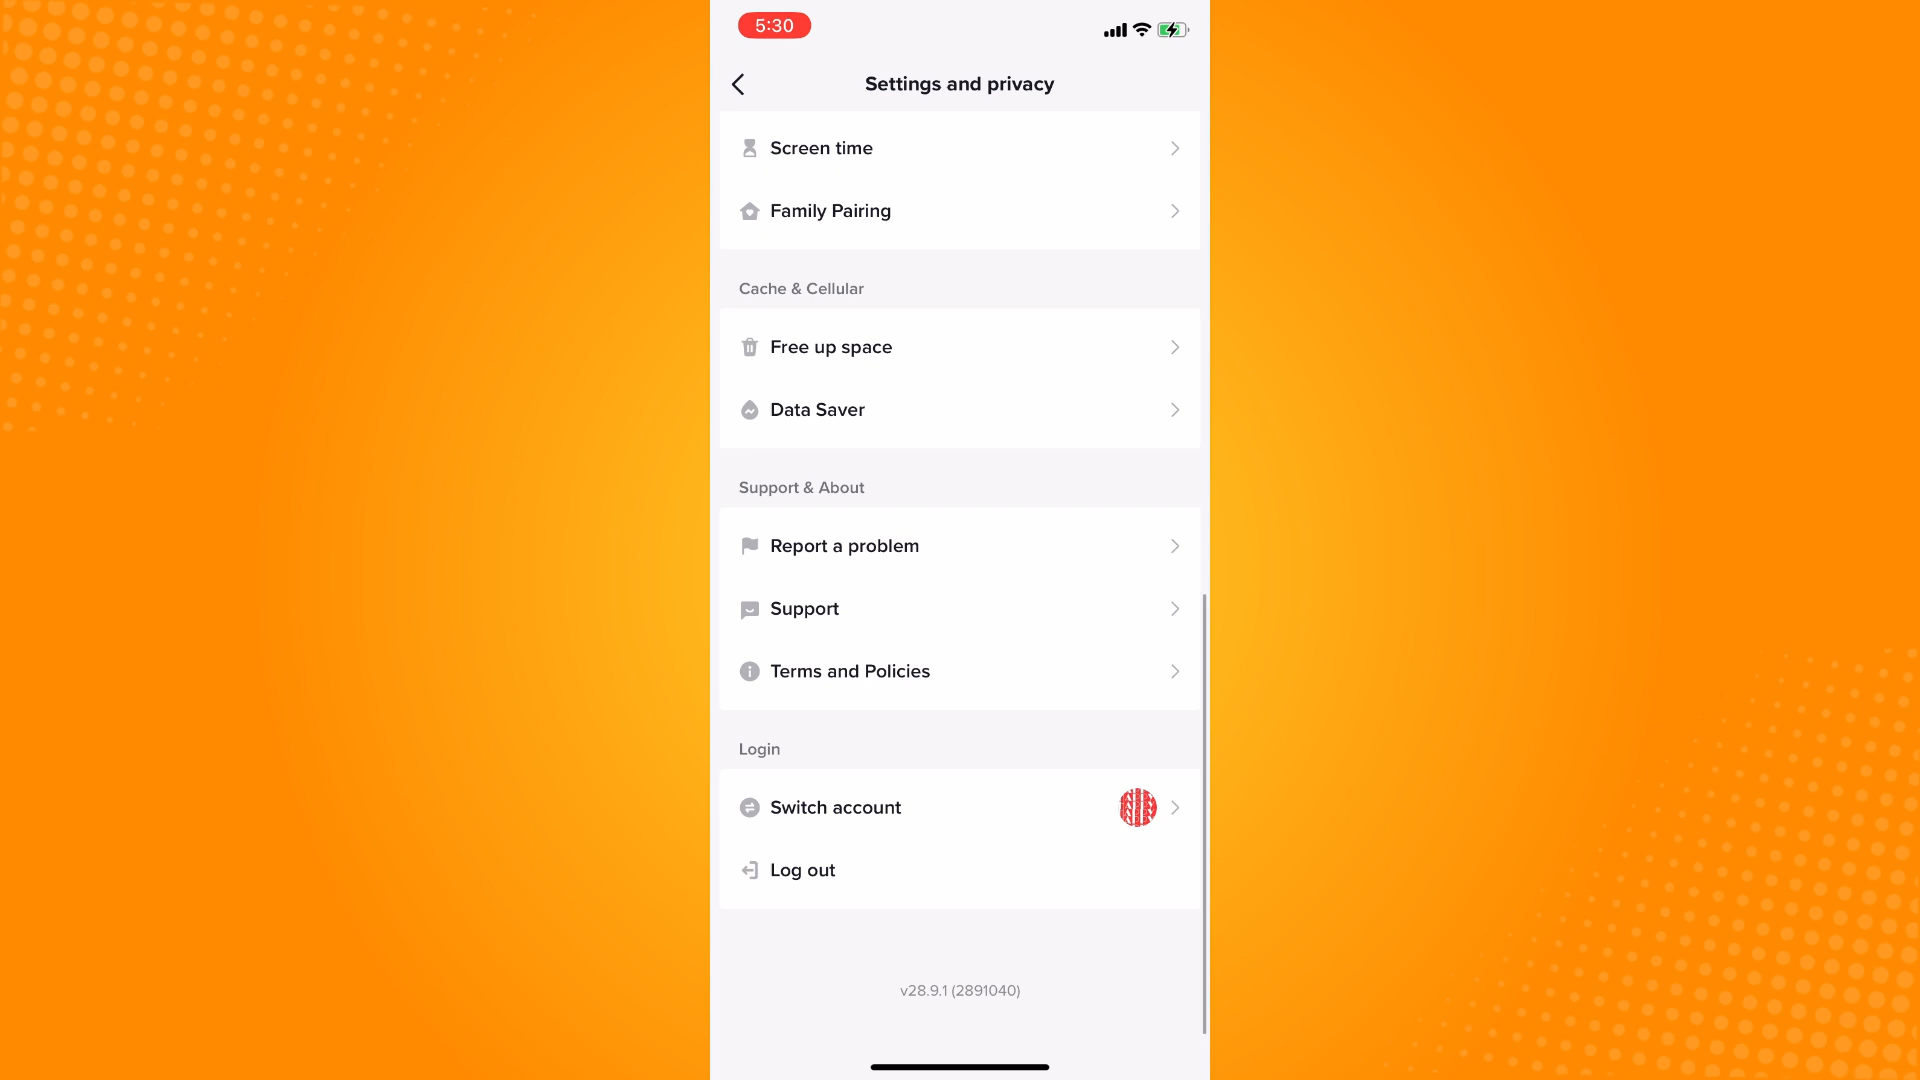 5:30
Settings and privacy
Screen time
Family Pairing
Cache & Cellular
Free up space
Data Saver
Support & About
Report a problem
Support
Terms and Policies
Login
Switch account
Log out
v28.9.1 (2891040)